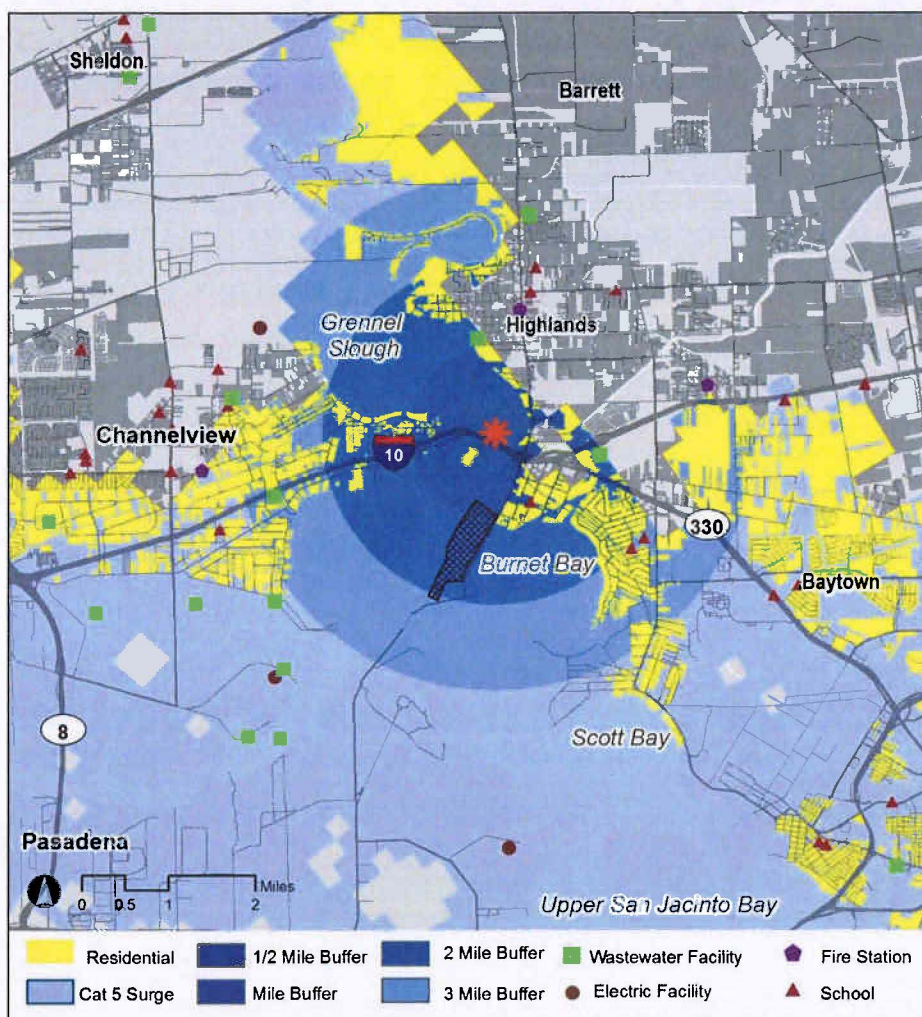 Sheldon
Barrett
Grennel
Slough
Highlands
Channelview
10
330
Burnet Bay
Baytown
8
Scott Bay
Pasadena
Miles
0 0.5 1 2
Upper San Jacinto Bay
Residential
1/2 Mile Buffer
2 Mile Buffer
Wastewater Facility
Fire Station
Cat 5 Surge
Mile Buffer
3 Mile Buffer
Electric Facility
School